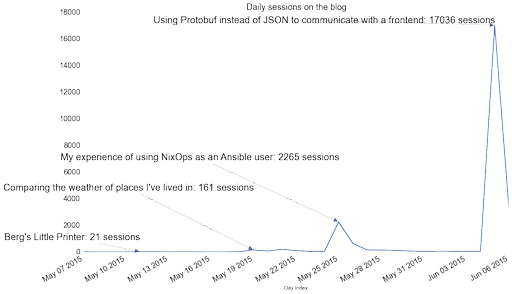 Daily sessions on the blog
18000
Using Protobuf instead of JSON to communicate with a frontend: 17036 sessions
16000
14000
12000
10000
8000
My experience of using NixOps as an Ansible user: 2265 sessions
6000
Comparing the weather of places I've lived in: 161 sessions
4000
2000
Berg's Little Printer: 21 sessions
0
May 07 2015
May 10 2015
May 13 2015
May 16 2015
May 19 2015
May 22 2015
May 25 2015
May 28 2015
May 31 2015
Jun 03 2015
Jun 06 2015
Day Index